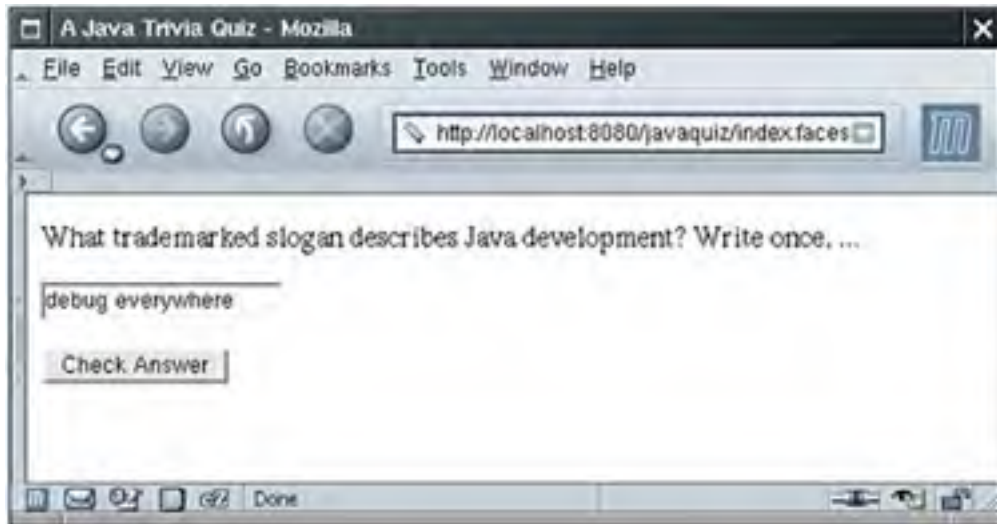 A Java Trivia Quiz - Mozilla
File Edit View Go Bookmarks Tools Window Help
http://localhost:8080/javaquiz/index.faces
What trademarked slogan describes Java development? Write once, ...
debug everywhere
Check Answer
Done